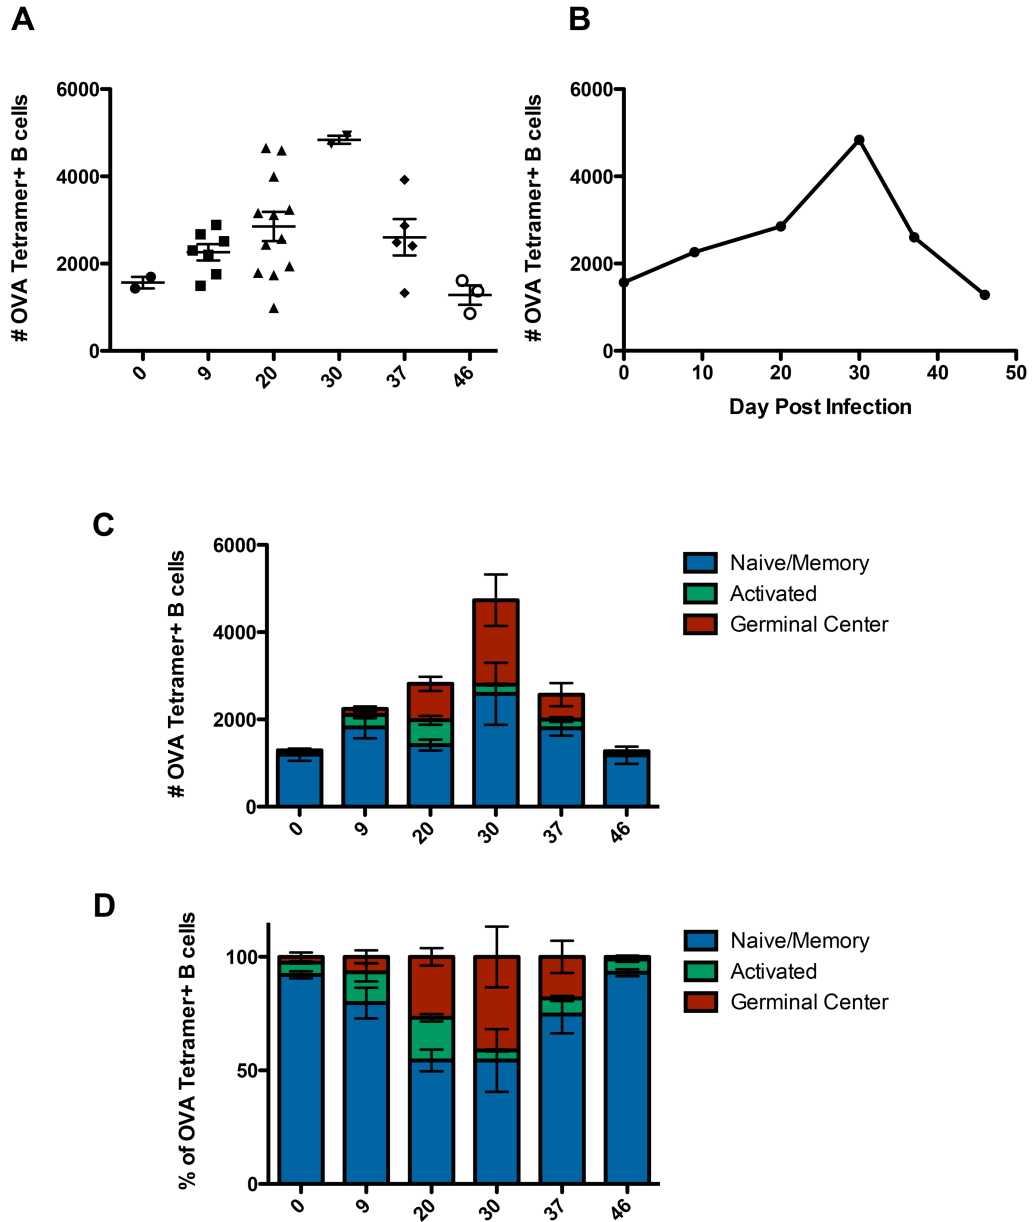 A
B
# OVA Tetramer+ B cells
6000
4000
2000
0
0 9 20 30 37 46
# OVA Tetramer+ B cells
6000
4000
2000
0
0 10 20 30 40 50
Day Post Infection
C
# OVA Tetramer+ B cells
6000
4000
2000
0
0 9 20 30 37 46
Naive/Memory
Activated
Germinal Center
D
% of OVA Tetramer+ B cells
100
50
0
0 9 20 30 37 46
Naive/Memory
Activated
Germinal Center